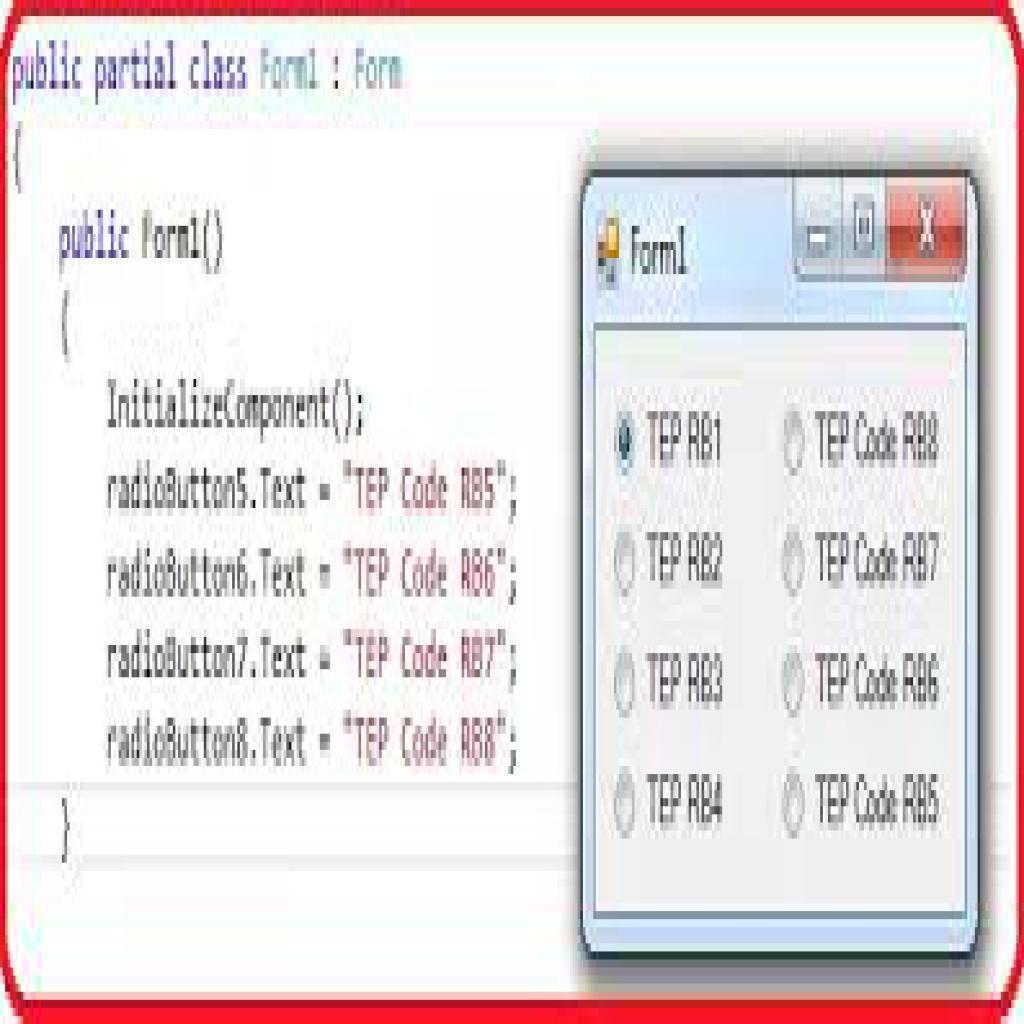 public partial class Form1 : Form
{
public Form1()
{
InitializeComponent();
radioButton5.Text = "TEP Code RB5";
radioButton6.Text = "TEP Code RB6";
radioButton7.Text = "TEP Code RB7";
radioButton8.Text = "TEP Code RB8";
}
Form1
TEP RB1 TEP Code RB8
TEP RB2 TEP Code RB7
TEP RB3 TEP Code RB6
TEP RB4 TEP Code RB5